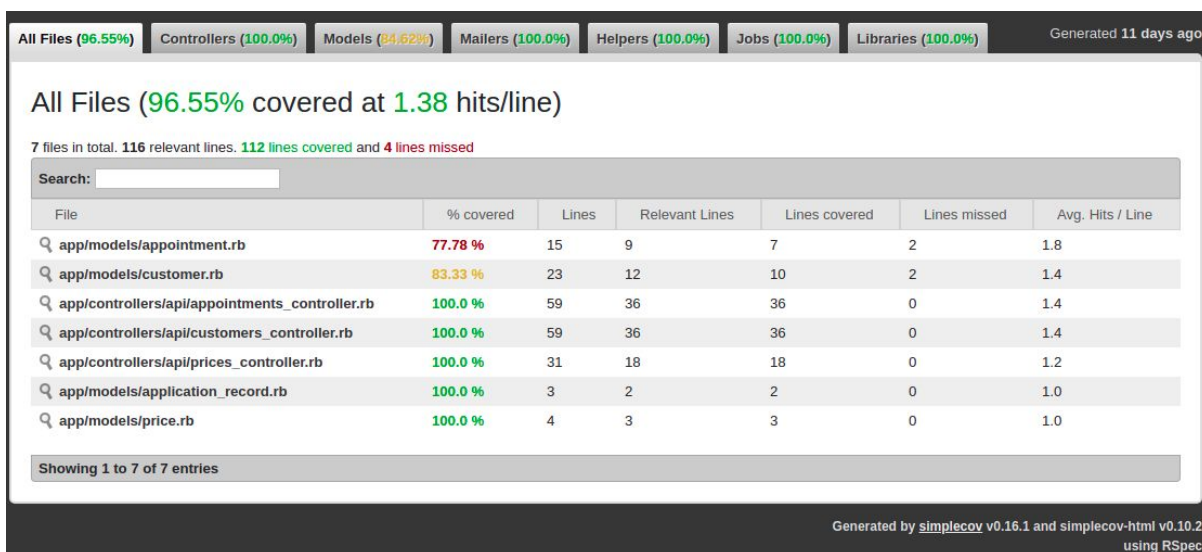 All Files (96.55%) Controllers (100.0%) Models (84.62%) Mailers (100.0%) Helpers (100.0%) Jobs (100.0%) Libraries (100.0%) Generated 11 days ago
All Files (96.55% covered at 1.38 hits/line)
7 files in total. 116 relevant lines. 112 lines covered and 4 lines missed
Search:
File % covered Lines Relevant Lines Lines covered Lines missed Avg. Hits / Line
app/models/appointment.rb 77.78 % 15 9 7 2 1.8
app/models/customer.rb 83.33 % 23 12 10 2 1.4
app/controllers/api/appointments_controller.rb 100.0 % 59 36 36 0 1.4
app/controllers/api/customers_controller.rb 100.0 % 59 36 36 0 1.4
app/controllers/api/prices_controller.rb 100.0 % 31 18 18 0 1.2
app/models/application_record.rb 100.0 % 3 2 2 0 1.0
app/models/price.rb 100.0 % 4 3 3 0 1.0
Showing 1 to 7 of 7 entries
Generated by simplecov v0.16.1 and simplecov-html v0.10.2
using RSpec